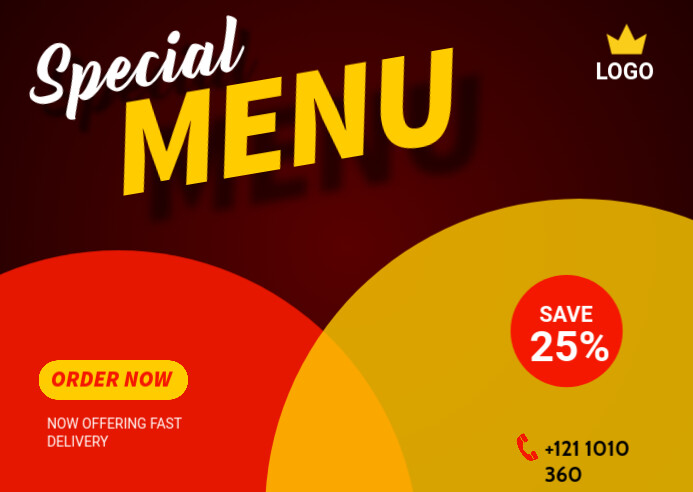 Special
MENU
LOGO
SAVE
25%
ORDER NOW
NOW OFFERING FAST
DELIVERY
+121 1010
360